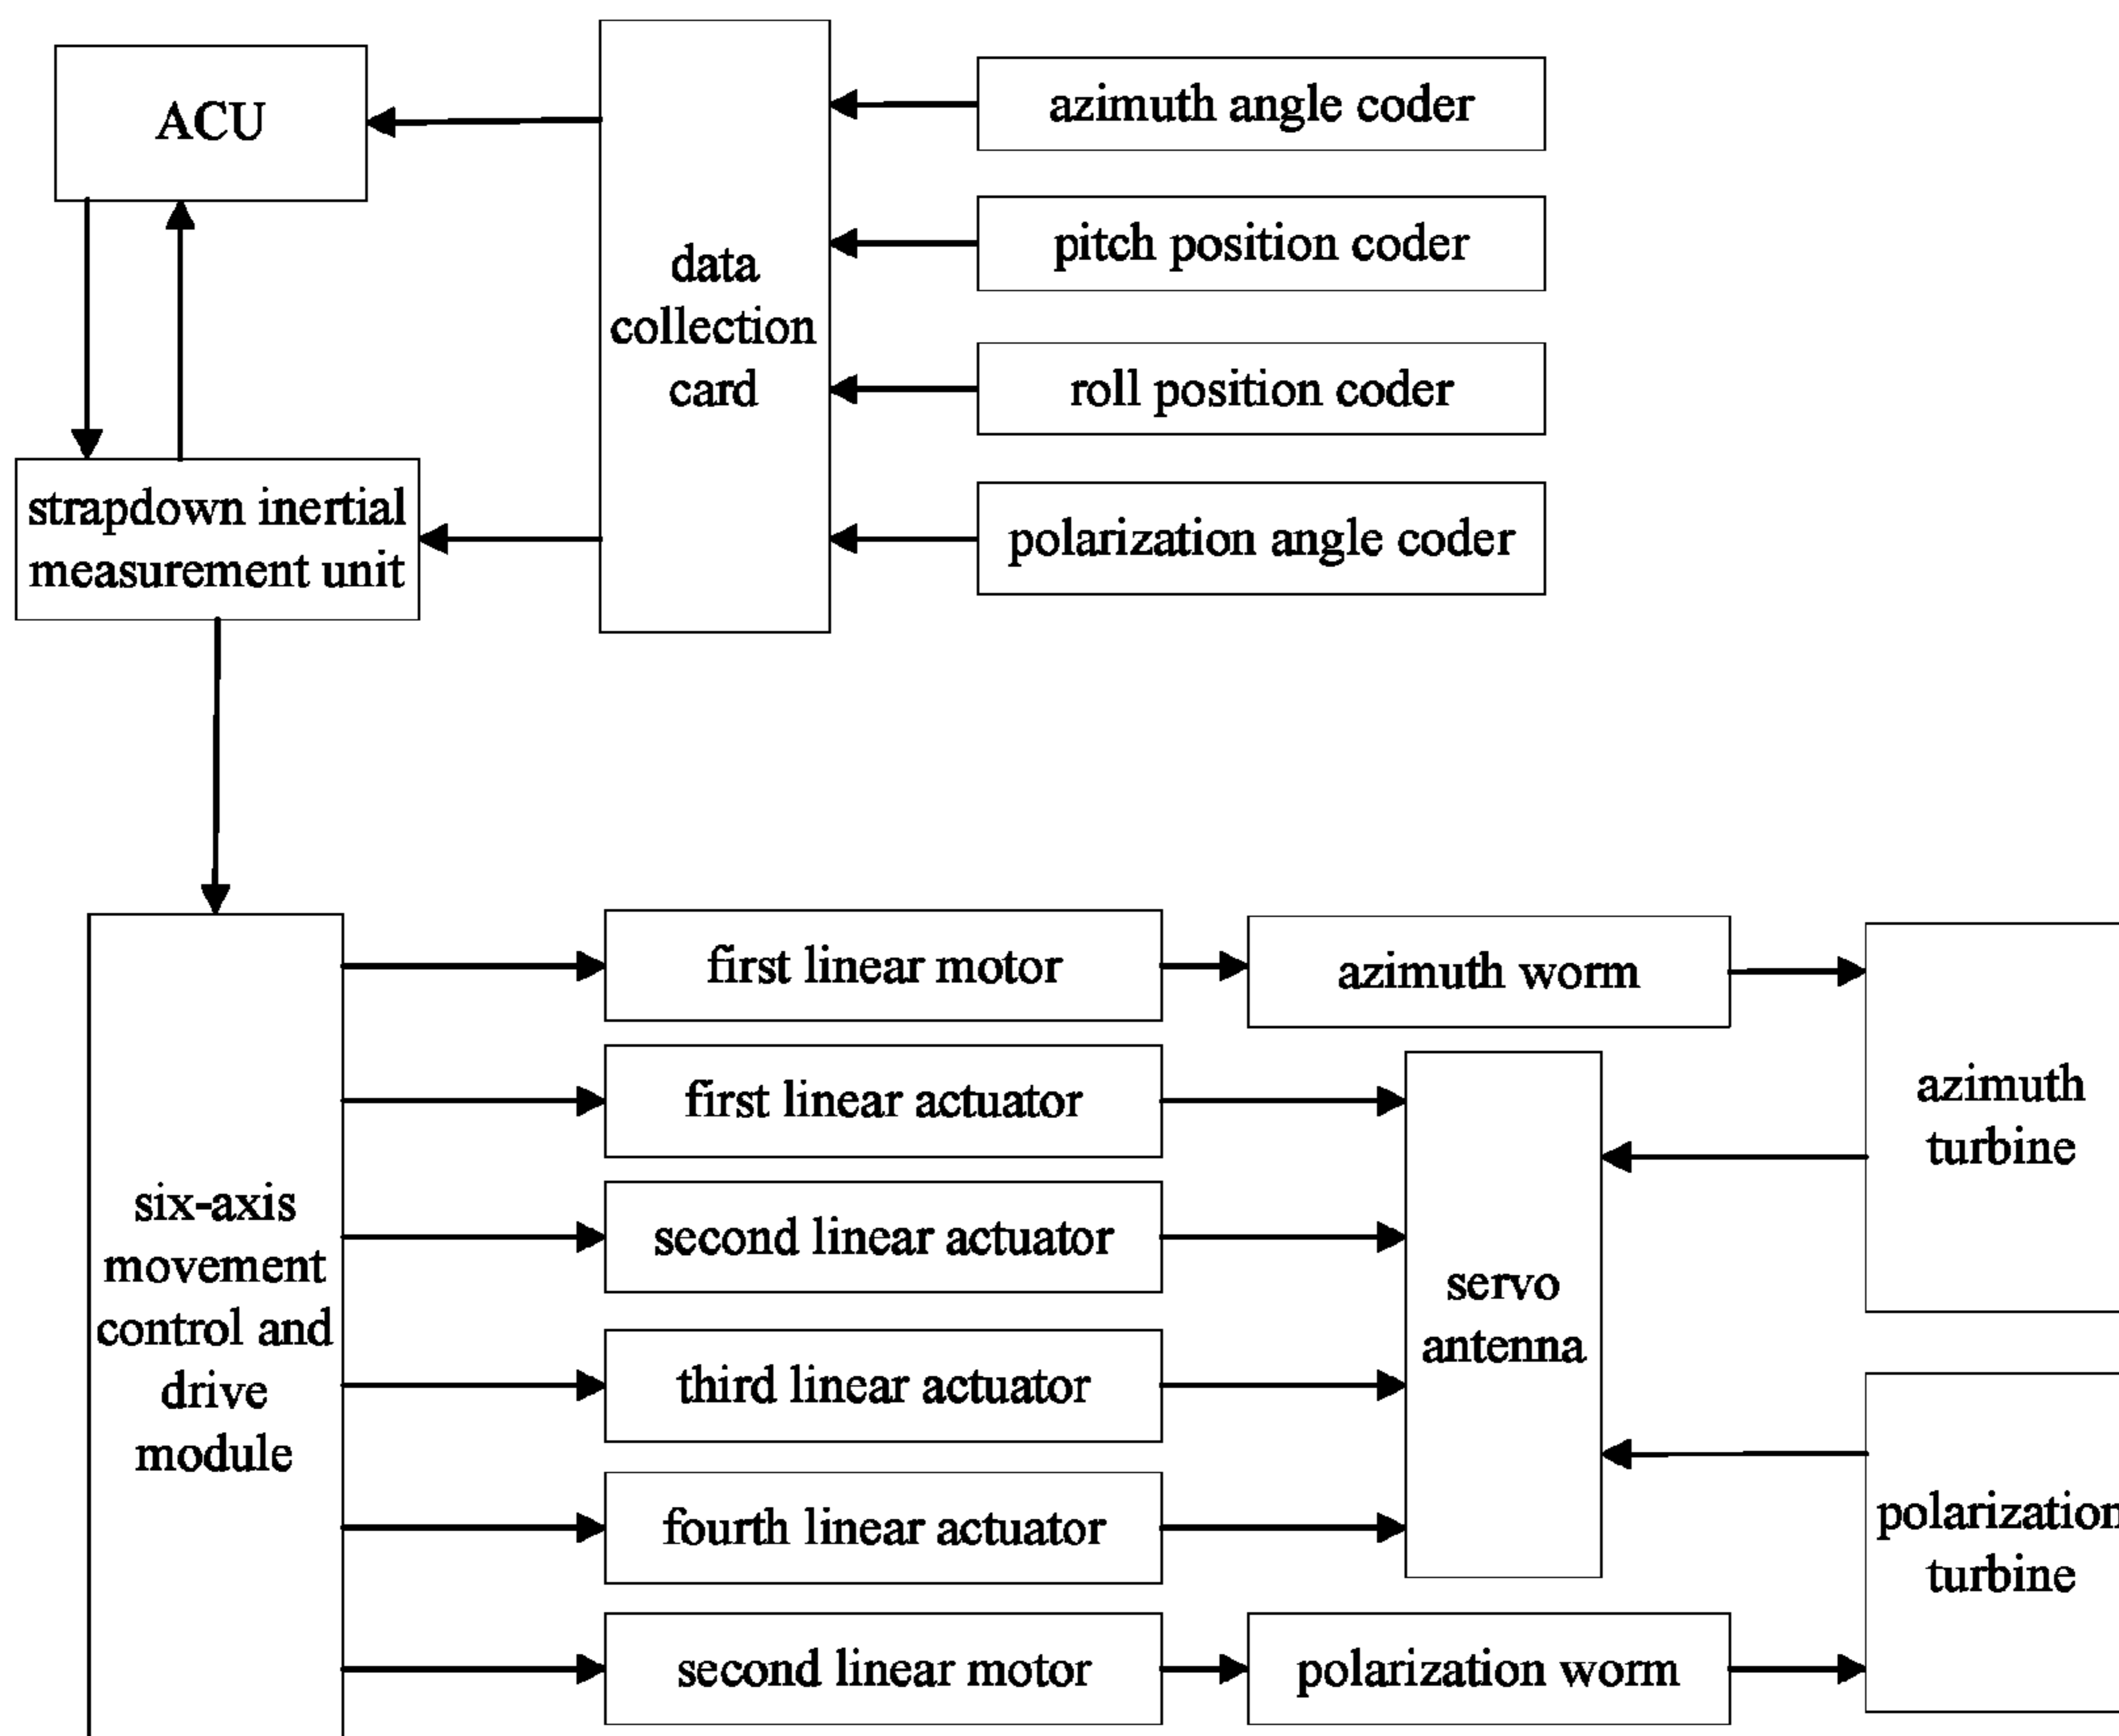 ACU
data
collection
card
azimuth angle coder
pitch position coder
roll position coder
polarization angle coder
strapdown inertial
measurement unit
six-axis
movement
control and
drive
module
first linear motor
azimuth worm
first linear actuator
second linear actuator
third linear actuator
fourth linear actuator
second linear motor
polarization worm
servo
antenna
azimuth
turbine
polarization
turbine